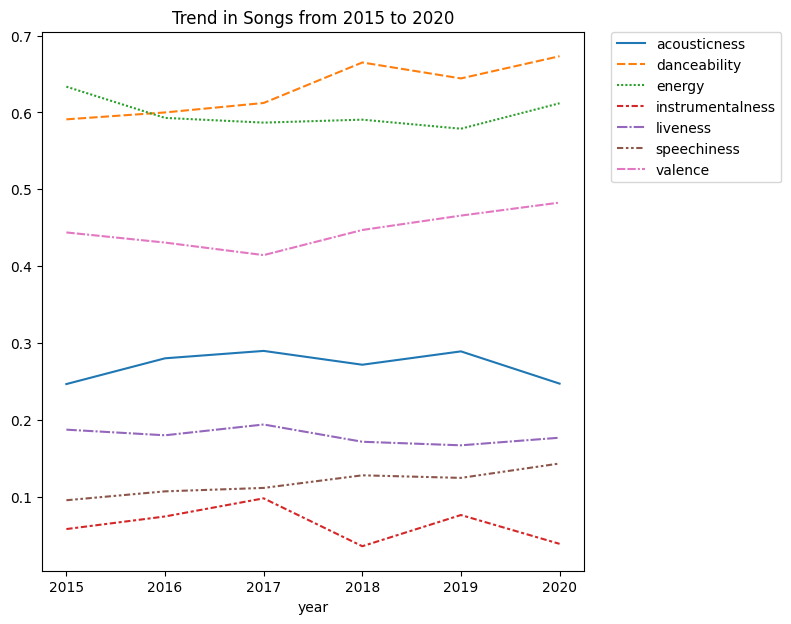 Trend in Songs from 2015 to 2020
0.7
0.6
0.5
0.4
0.3
0.2
0.1
2015 2016 2017 2018 2019 2020
year
acousticness
danceability
energy
instrumentalness
liveness
speechiness
valence